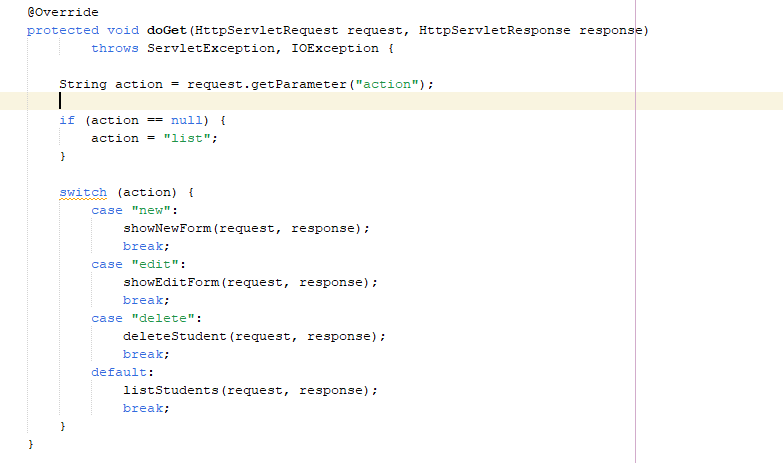 @Override
protected void doGet(HttpServletRequest request, HttpServletResponse response)
        throws ServletException, IOException {

    String action = request.getParameter("action");

    if (action == null) {
        action = "list";
    }

    switch (action) {
        case "new":
            showNewForm(request, response);
            break;
        case "edit":
            showEditForm(request, response);
            break;
        case "delete":
            deleteStudent(request, response);
            break;
        default:
            listStudents(request, response);
            break;
    }
}